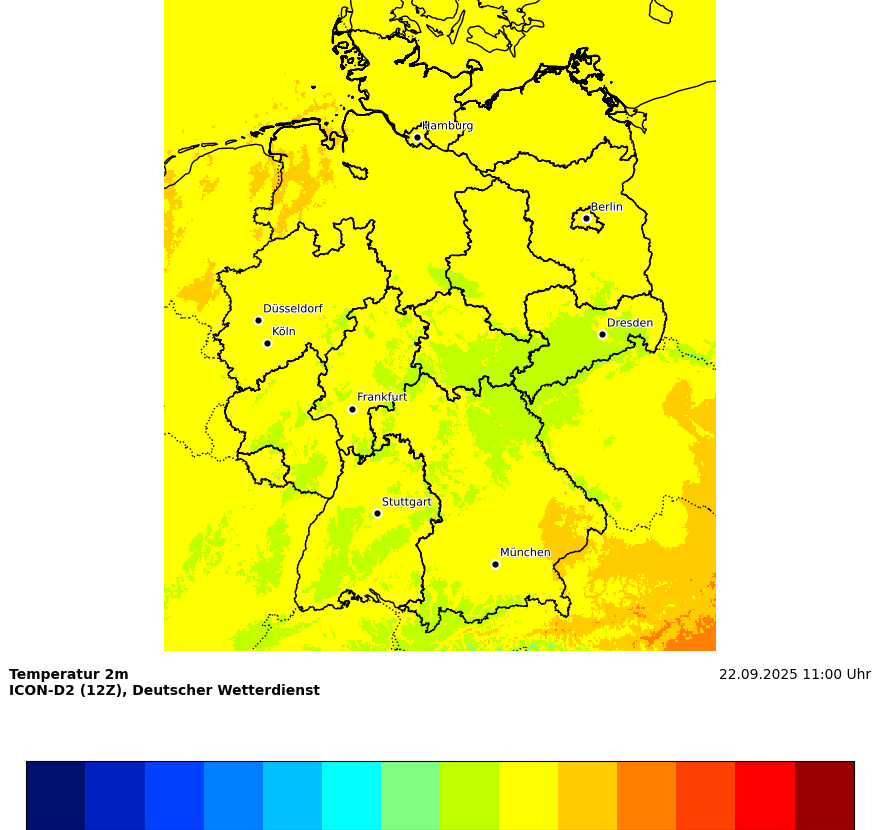 Hamburg
Berlin
Düsseldorf
Köln
Dresden
Frankfurt
Stuttgart
München
Temperatur 2m
22.09.2025 11:00 Uhr
ICON-D2 (12Z), Deutscher Wetterdienst